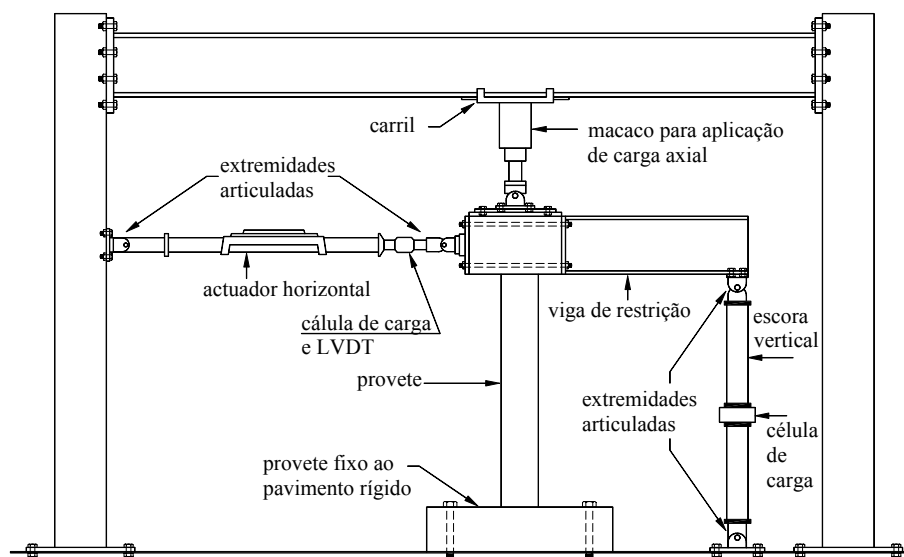 carril
macaco para aplicação
de carga axial
extremidades
articuladas
actuador horizontal
cálula de carga
e LVDT
viga de restrição
escora
vertical
provete
extremidades
articuladas
célula
de
carga
provete fixo ao
pavimento rígido